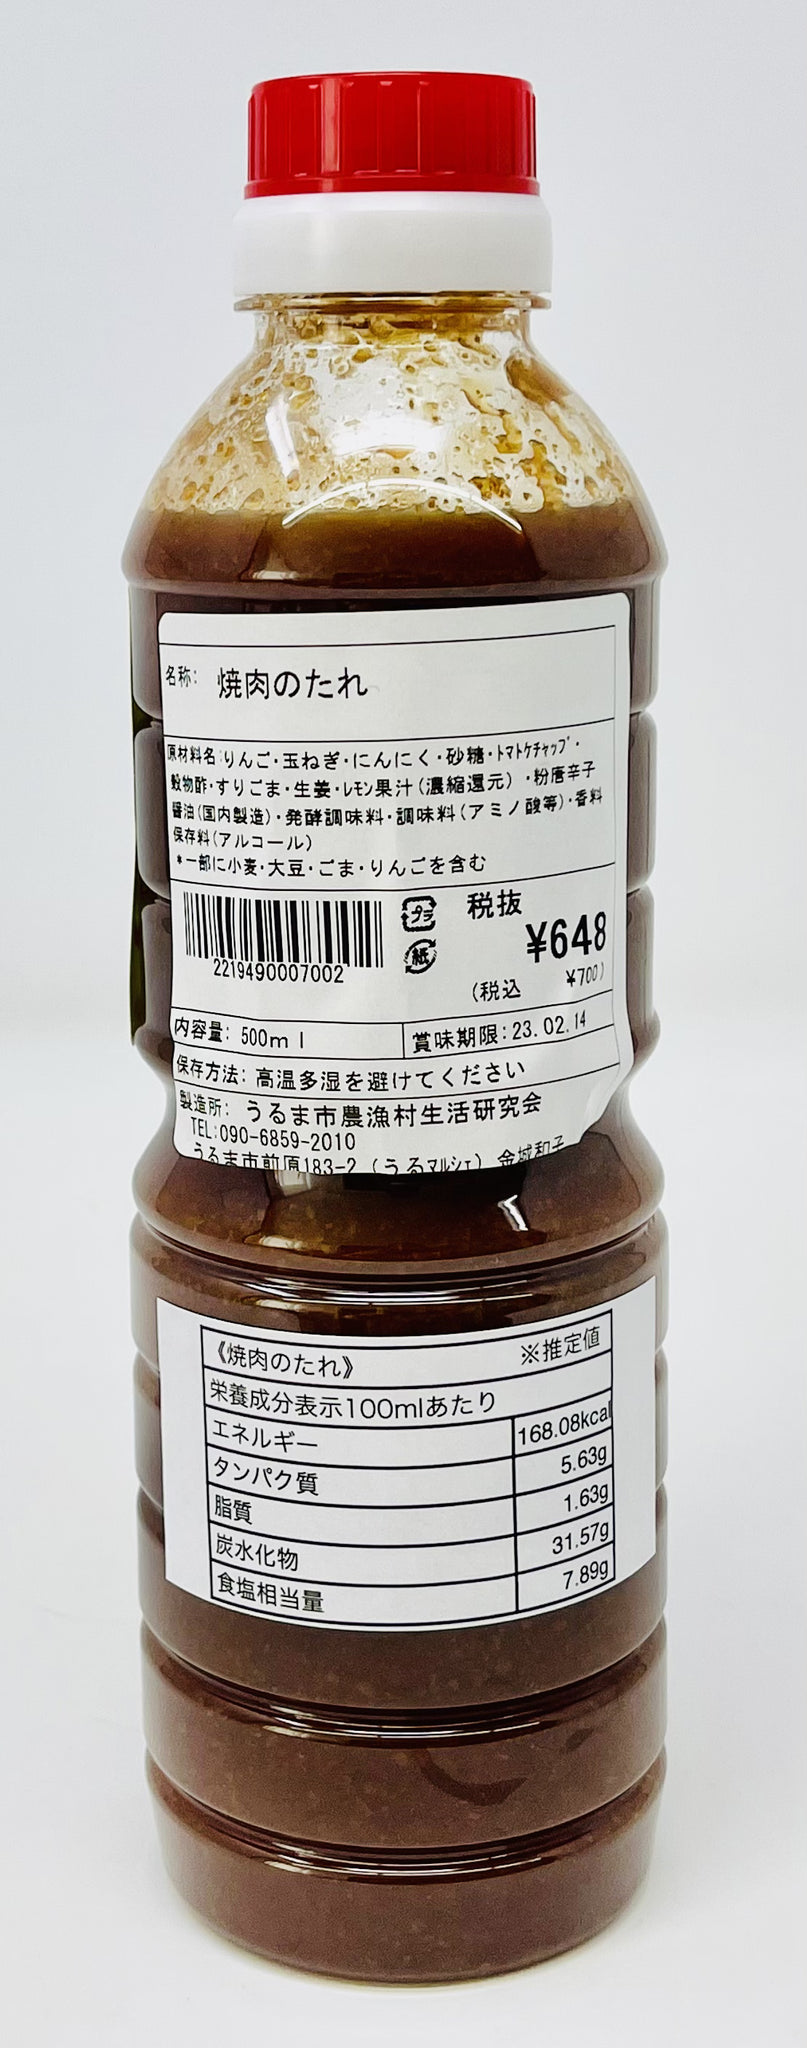 名称: 焼肉のたれ
原材料名:りんご・玉ねぎ・にんにく・砂糖・トマトケチャップ・
穀物酢・すりごま・生姜・レモン果汁(濃縮還元)・粉唐辛子
醤油(国内製造)・発酵調味料・調味料(アミノ酸等)・香料
保存料(アルコール)
*一部に小麦・大豆・ごま・りんごを含む
2219490007002
プラ
紙
税抜
¥648
(税込 ¥700)
内容量: 500ml
賞味期限:23.02.14
保存方法: 高温多湿を避けてください
製造所: うるま市農漁村生活研究会
TEL:090-6859-2010
うるま市前原183-2 (うるマルシェ) 金城和子
《焼肉のたれ》 ※推定値
栄養成分表示100mlあたり
エネルギー 168.08kcal
タンパク質 5.63g
脂質 1.63g
炭水化物 31.57g
食塩相当量 7.89g